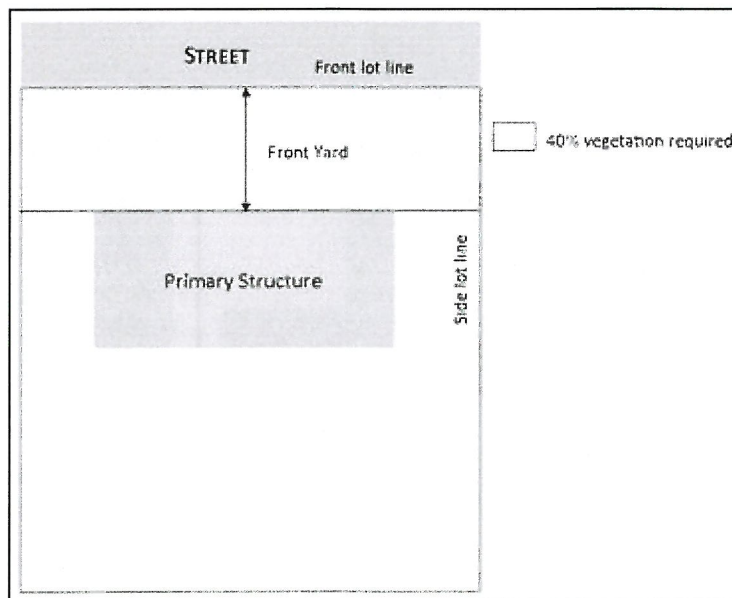 STREET
Front lot line
Front Yard
40% vegetation required
Primary Structure
Side lot line